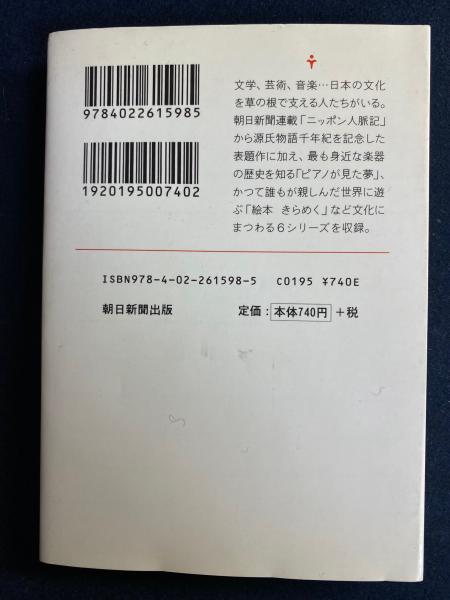 9784022615985
1920195007402
文学、芸術、音楽…日本の文化
を草の根で支える人たちがいる。
朝日新聞連載「ニッポン人脈記」
から源氏物語千年紀を記念した
表題作に加え、最も身近な楽器
の歴史を知る「ピアノが見た夢」、
かつて誰もが親しんだ世界に遊
ぶ「絵本 きらめく」など文化に
まつわる6シリーズを収録。
ISBN978-4-02-261598-5 C0195 ¥740E
朝日新聞出版 定価：本体740円 +税